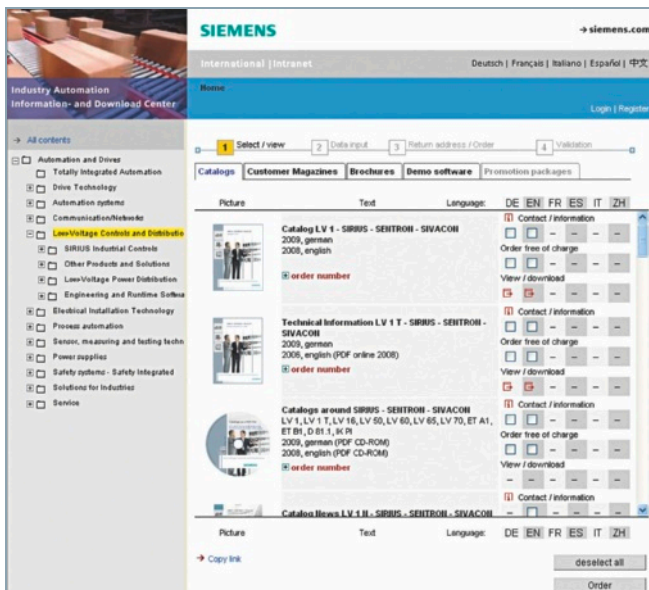 SIEMENS
→ siemens.com
International | Intranet
Deutsch | Français | Italiano | Español | 中文
Industry Automation
Information- and Download Center
Home
Login | Register
→ All contents
Automation and Drives
Totally Integrated Automation
Drive Technology
Automation systems
Communication/Networks
Low-Voltage Controls and Distributio
SIRIUS Industrial Controls
Other Products and Solutions
Low-Voltage Power Distribution
Engineering and Runtime Softwa
Electrical Installation Technology
Process automation
Sensor, measuring and testing techn
Power supplies
Safety systems - Safety Integrated
Solutions for Industries
Service
1 Select / view
2 Data input
3 Return address / Order
4 Validation
Catalogs Customer Magazines Brochures Demo software Promotion packages
Picture Text Language: DE EN FR ES IT ZH
Catalog LV 1 - SIRIUS - SENTRON - SIVACON
2009, german
2008, english
order number
Contact / information
Order free of charge
View / download
Technical Information LV 1 T - SIRIUS - SENTRON -
SIVACON
2009, german
2006, english (PDF online 2008)
order number
Contact / information
Order free of charge
View / download
Catalogs around SIRIUS - SENTRON - SIVACON
LV 1, LV 1 T, LV 16, LV 50, LV 60, LV 65, LV 70, ET A1,
ET B1, D 81.1, IK PI
2009, german (PDF CD-ROM)
2008, english (PDF CD-ROM)
order number
Contact / information
Order free of charge
View / download
Catalog News LV 1 N - SIRIUS - SENTRON - SIVACON
Contact / information
Picture Text Language: DE EN FR ES IT ZH
→ Copy link
deselect all
Order